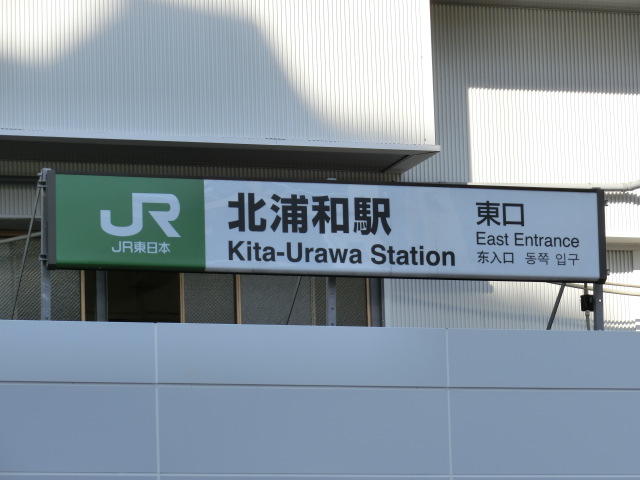 JR
JR東日本
北浦和駅
Kita-Urawa Station
東口
East Entrance
东入口 동쪽 입구